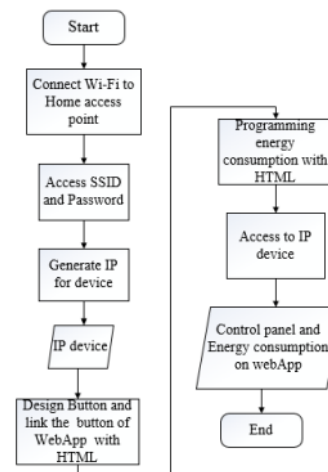 Start
Connect Wi-Fi to
Home access
point
Access SSID
and Password
Generate IP
for device
IP device
Design Button and
link the button of
WebApp with
HTML
Programming
energy
consumption with
HTML
Access to IP
device
Control panel and
Energy consumption
on webApp
End